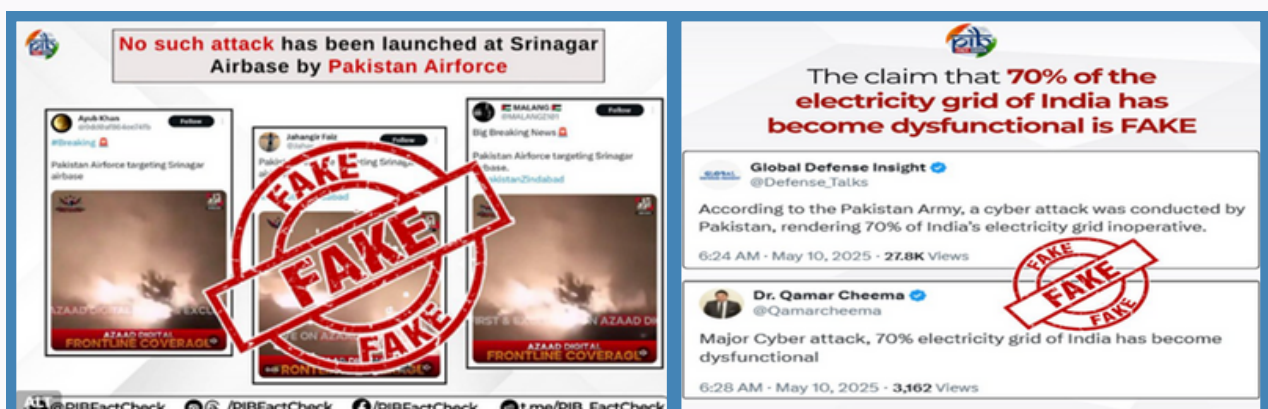 No such attack has been launched at Srinagar
Airbase by Pakistan Airforce
Ayub Khan
Follow
#Breaking
Pakistan Airforce targeting Srinagar
airbase
AZAAD DIGITAL
FRONTLINE COVERAGE
Jahangir Faiz
Follow
FAKE
FAKE
FAKE
MALANG
@MALANG2181
Follow
Big Breaking News
Pakistan Airforce targeting Srinagar
AZAAD DIGITAL
FRONTLINE COVERAGE
ALT
@PIBFactCheck
/PIBFactCheck
/PIBFactCheck
t.me/PIB_FactCheck
The claim that 70% of the
electricity grid of India has
become dysfunctional is FAKE
Global Defense Insight
@Defense_Talks
According to the Pakistan Army, a cyber attack was conducted by
Pakistan, rendering 70% of India's electricity grid inoperative.
6:24 AM · May 10, 2025 · 27.8K Views
FAKE
FAKE
FAKE
Dr. Qamar Cheema
@Qamarcheema
Major Cyber attack, 70% electricity grid of India has become
dysfunctional
6:28 AM · May 10, 2025 · 3,162 Views